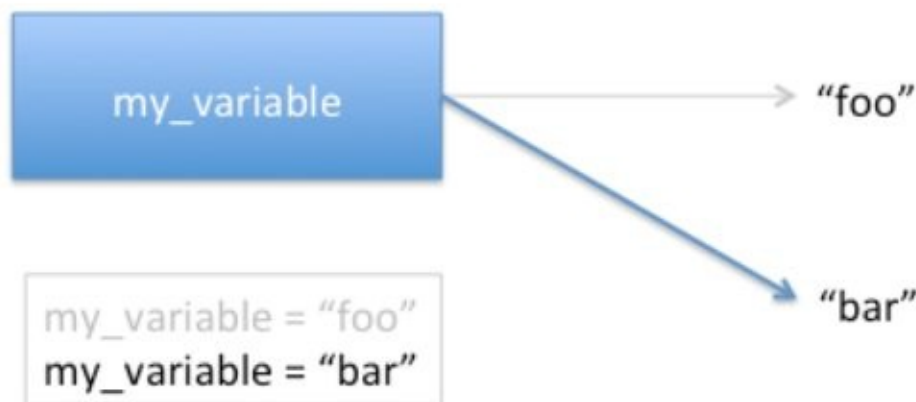 my_variable
“foo”
“bar”
my_variable = “foo”
my_variable = “bar”